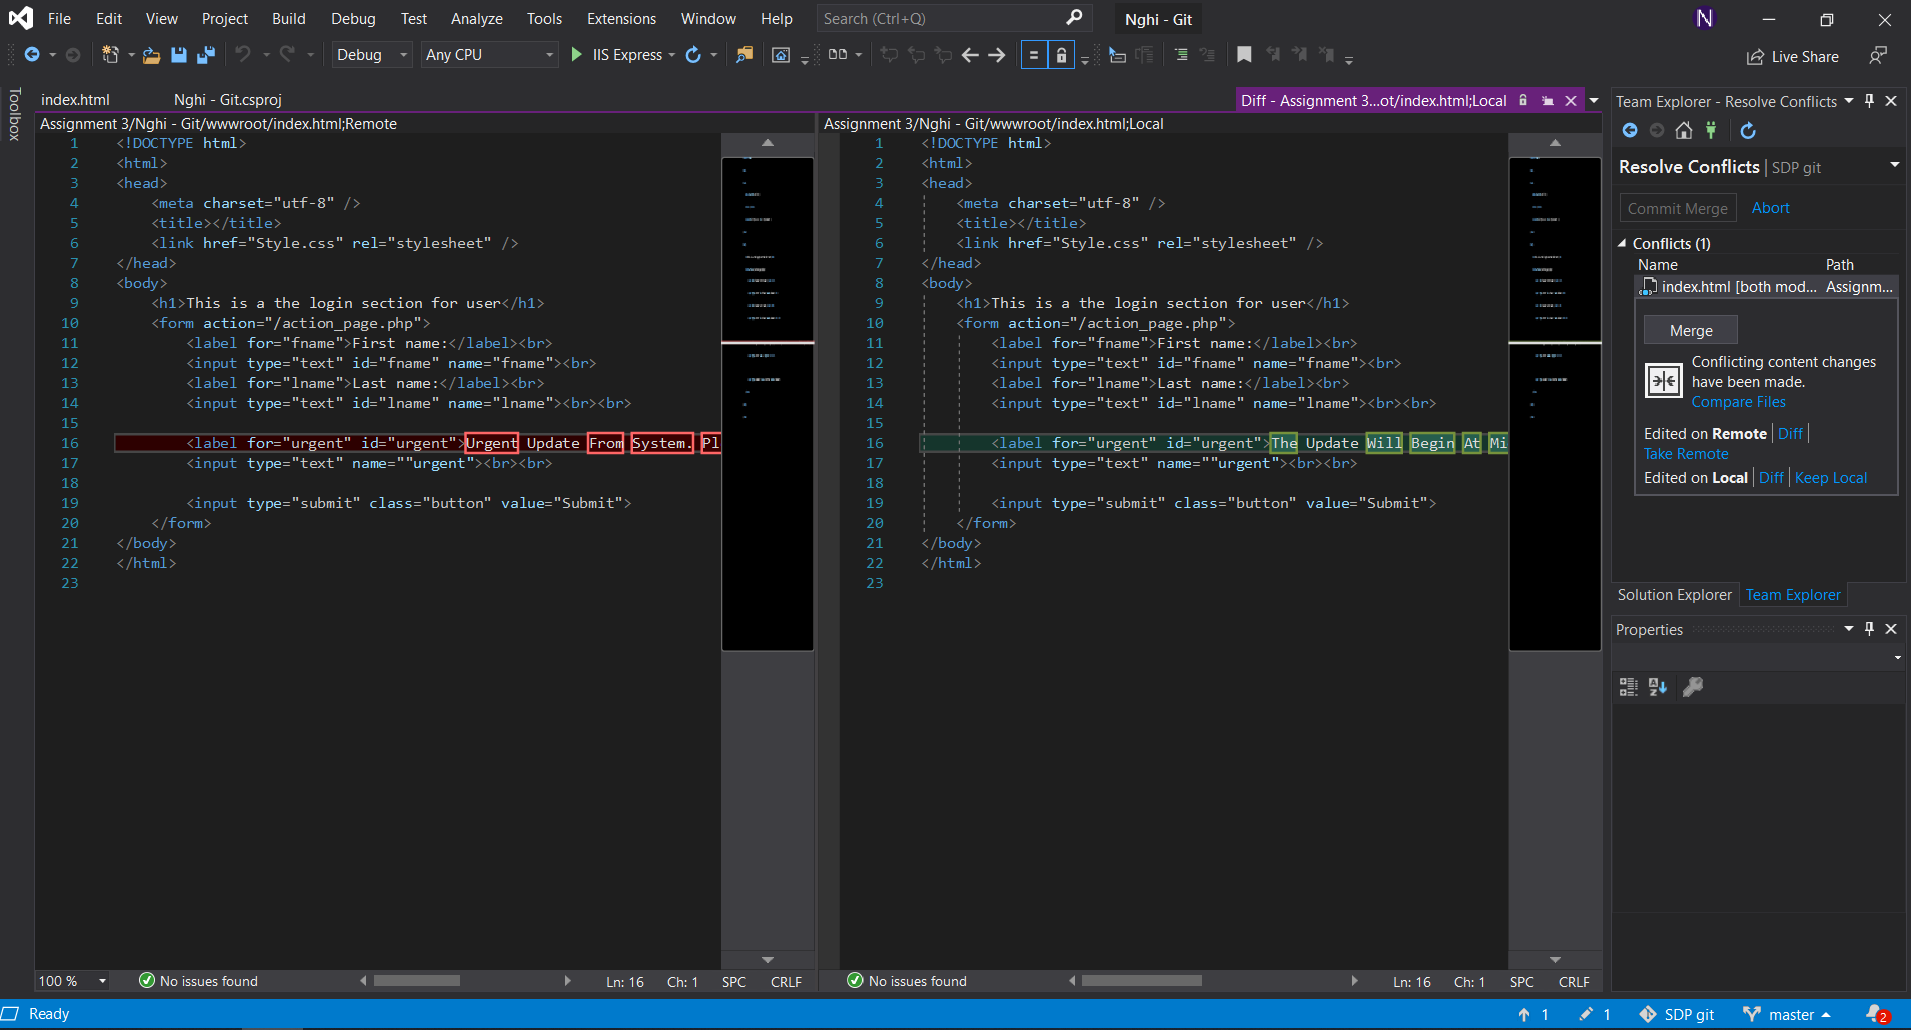 File Edit View Project Build Debug Test Analyze Tools Extensions Window Help Search (Ctrl+Q) Nghi - Git N
Debug Any CPU IIS Express Live Share
Toolbox
index.html Nghi - Git.csproj Diff - Assignment 3...ot/index.html;Local
Assignment 3/Nghi - Git/wwwroot/index.html;Remote
1 <!DOCTYPE html>
2 <html>
3 <head>
4 <meta charset="utf-8" />
5 <title></title>
6 <link href="Style.css" rel="stylesheet" />
7 </head>
8 <body>
9 <h1>This is a the login section for user</h1>
10 <form action="/action_page.php">
11 <label for="fname">First name:</label><br>
12 <input type="text" id="fname" name="fname"><br>
13 <label for="lname">Last name:</label><br>
14 <input type="text" id="lname" name="lname"><br><br>
15
16 <label for="urgent" id="urgent">Urgent Update From System. Pl
17 <input type="text" name=""urgent"><br><br>
18
19 <input type="submit" class="button" value="Submit">
20 </form>
21 </body>
22 </html>
23
100 % No issues found Ln: 16 Ch: 1 SPC CRLF
Assignment 3/Nghi - Git/wwwroot/index.html;Local
1 <!DOCTYPE html>
2 <html>
3 <head>
4 <meta charset="utf-8" />
5 <title></title>
6 <link href="Style.css" rel="stylesheet" />
7 </head>
8 <body>
9 <h1>This is a the login section for user</h1>
10 <form action="/action_page.php">
11 <label for="fname">First name:</label><br>
12 <input type="text" id="fname" name="fname"><br>
13 <label for="lname">Last name:</label><br>
14 <input type="text" id="lname" name="lname"><br><br>
15
16 <label for="urgent" id="urgent">The Update Will Begin At Mi
17 <input type="text" name=""urgent"><br><br>
18
19 <input type="submit" class="button" value="Submit">
20 </form>
21 </body>
22 </html>
23
No issues found Ln: 16 Ch: 1 SPC CRLF
Team Explorer - Resolve Conflicts
Resolve Conflicts | SDP git
Commit Merge Abort
Conflicts (1)
Name Path
index.html [both mod... Assignm...
Merge
Conflicting content changes
have been made.
Compare Files
Edited on Remote | Diff |
Take Remote
Edited on Local | Diff | Keep Local
Solution Explorer Team Explorer
Properties
Ready 1 1 SDP git master 2